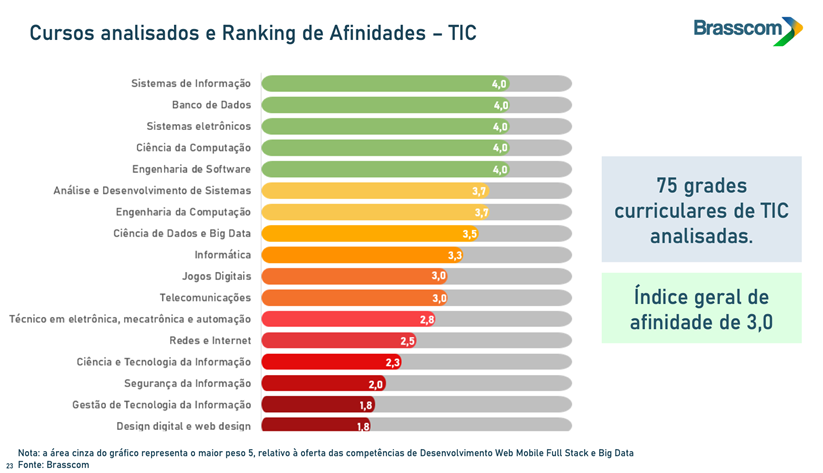 Cursos analisados e Ranking de Afinidades – TIC
Brasscom
Sistemas de Informação 4,0
Banco de Dados 4,0
Sistemas eletrônicos 4,0
Ciência da Computação 4,0
Engenharia de Software 4,0
Análise e Desenvolvimento de Sistemas 3,7
Engenharia da Computação 3,7
Ciência de Dados e Big Data 3,5
Informática 3,3
Jogos Digitais 3,0
Telecomunicações 3,0
Técnico em eletrônica, mecatrônica e automação 2,8
Redes e Internet 2,5
Ciência e Tecnologia da Informação 2,3
Segurança da Informação 2,0
Gestão de Tecnologia da Informação 1,8
Design digital e web design 1,8
75 grades
curriculares de TIC
analisadas.
Índice geral de
afinidade de 3,0
Nota: a área cinza do gráfico representa o maior peso 5, relativo à oferta das competências de Desenvolvimento Web Mobile Full Stack e Big Data
23 Fonte: Brasscom